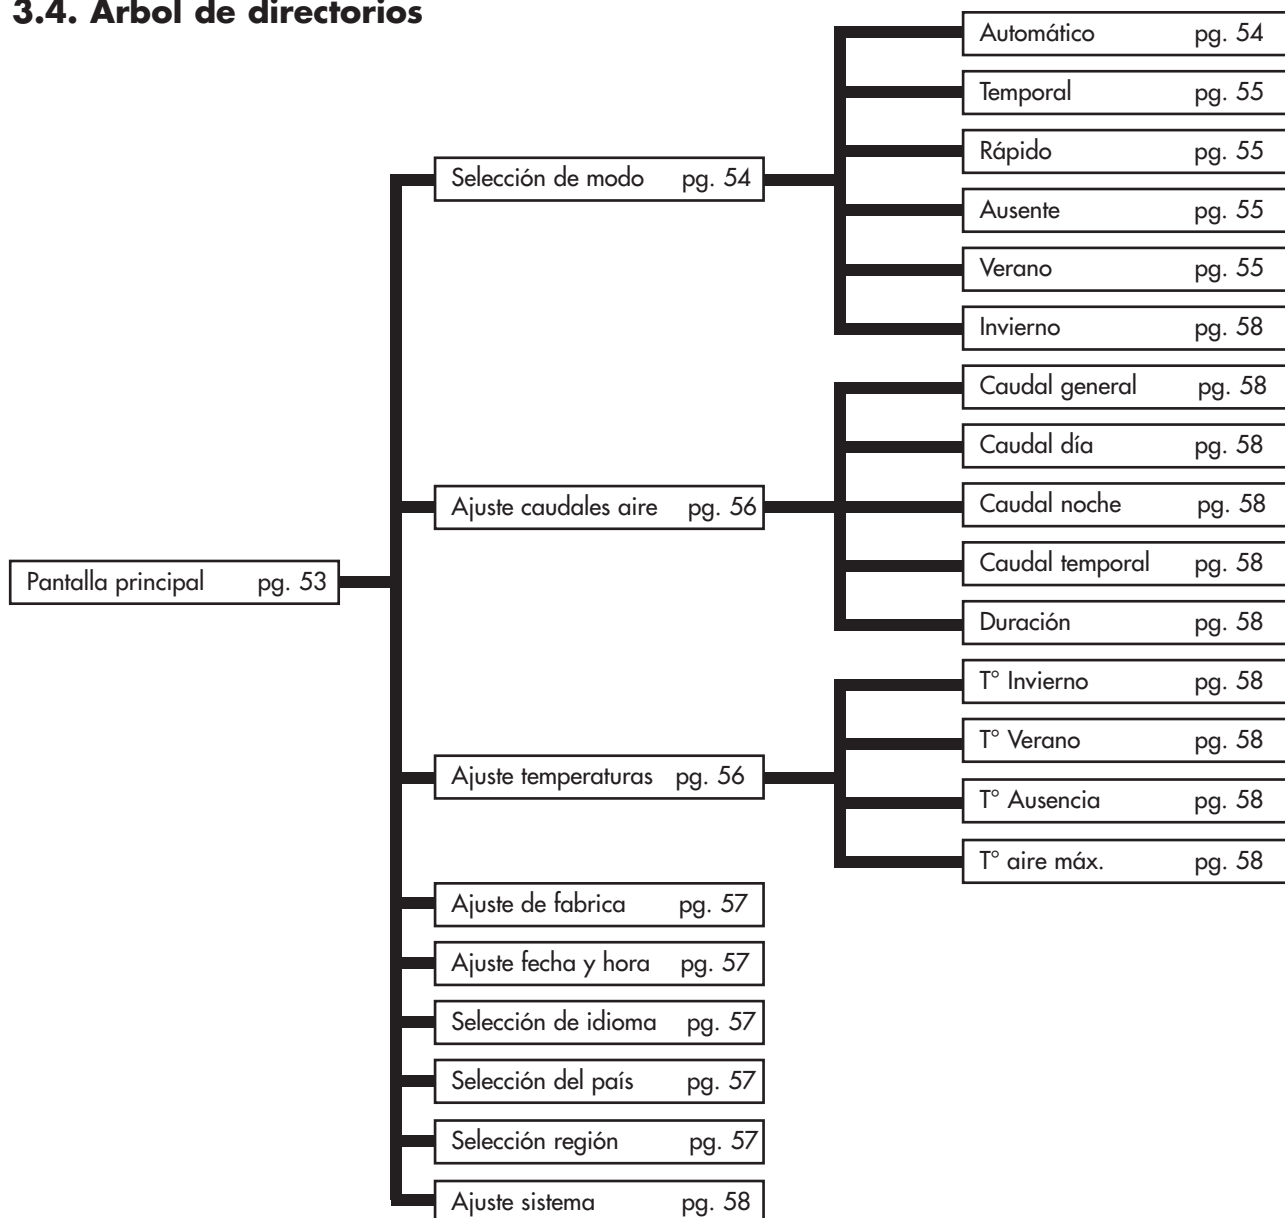 3.4. Arbol de directorios
Pantalla principal pg. 53
Selección de modo pg. 54
Automático pg. 54
Temporal pg. 55
Rápido pg. 55
Ausente pg. 55
Verano pg. 55
Invierno pg. 58
Ajuste caudales aire pg. 56
Caudal general pg. 58
Caudal día pg. 58
Caudal noche pg. 58
Caudal temporal pg. 58
Duración pg. 58
Ajuste temperaturas pg. 56
T° Invierno pg. 58
T° Verano pg. 58
T° Ausencia pg. 58
T° aire máx. pg. 58
Ajuste de fabrica pg. 57
Ajuste fecha y hora pg. 57
Selección de idioma pg. 57
Selección del país pg. 57
Selección región pg. 57
Ajuste sistema pg. 58